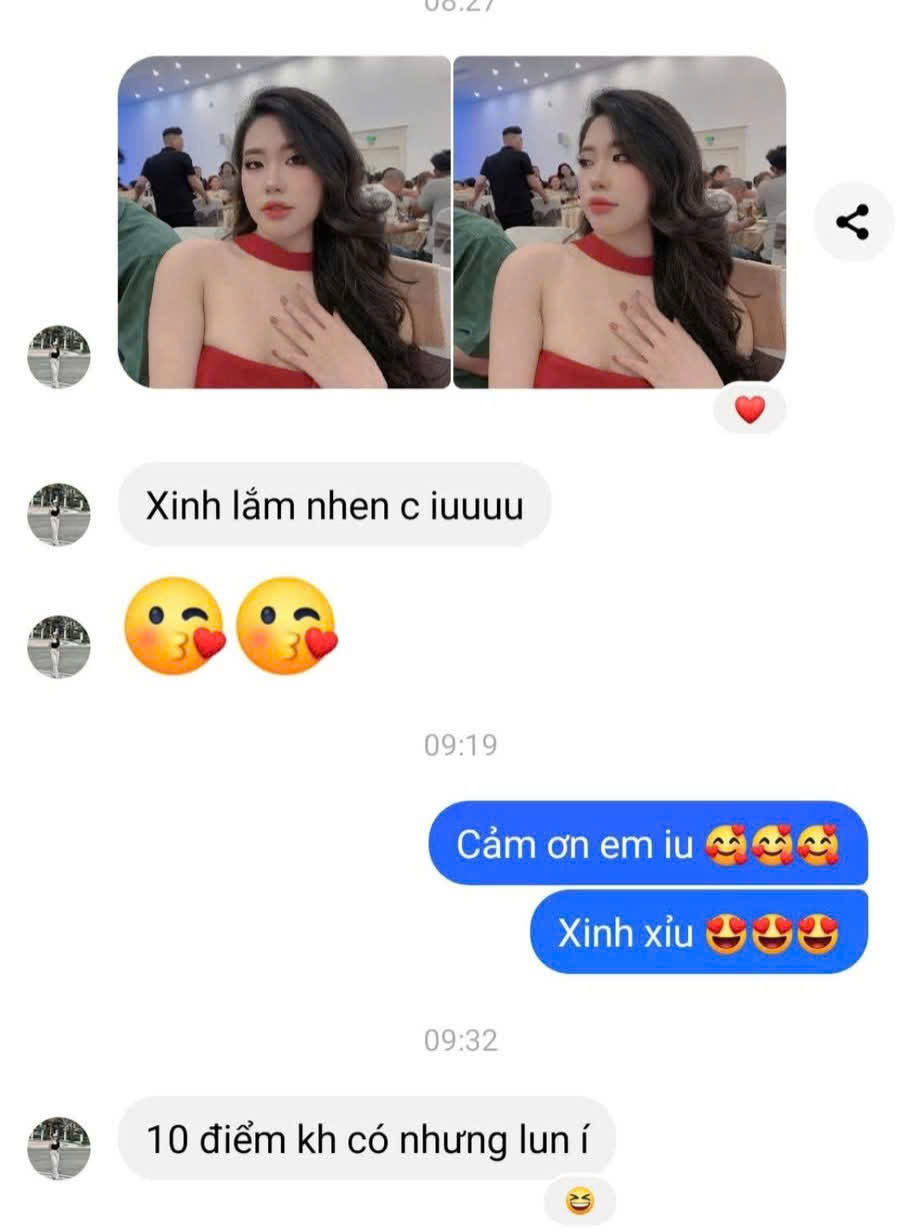 08:27
Xinh lắm nhen c iuuuu
😘😘
09:19
Cảm ơn em iu 🥰🥰🥰
Xinh xỉu 😍😍😍
09:32
10 điểm kh có nhưng lun í